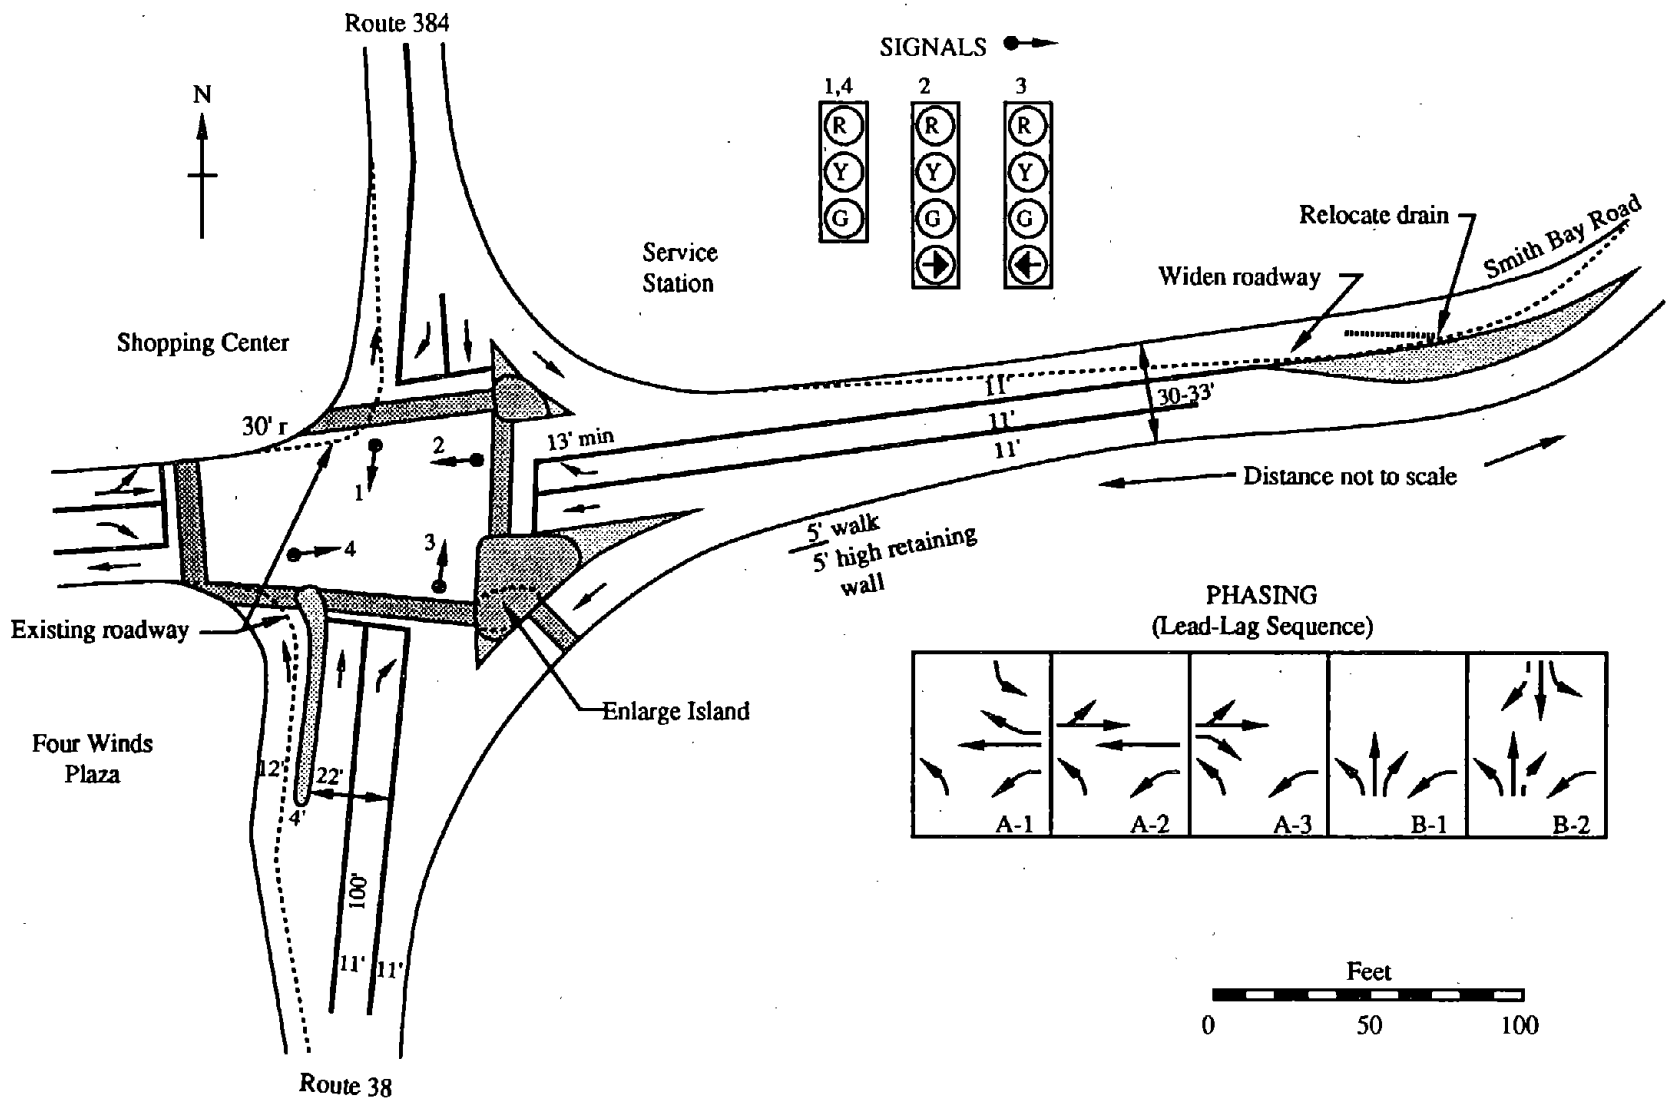 Route 384
SIGNALS
1,4
2
3
R
R
R
Y
Y
Y
G
G
G
N
Service
Station
Relocate drain
Smith Bay Road
Widen roadway
Shopping Center
11'
30-33'
11'
11'
30' r
13' min
2
1
4
3
Distance not to scale
5' walk
5' high retaining
wall
Existing roadway
Enlarge Island
Four Winds
Plaza
12'
22'
4'
100'
11'
11'
Route 38
PHASING
(Lead-Lag Sequence)
A-1
A-2
A-3
B-1
B-2
Feet
0
50
100